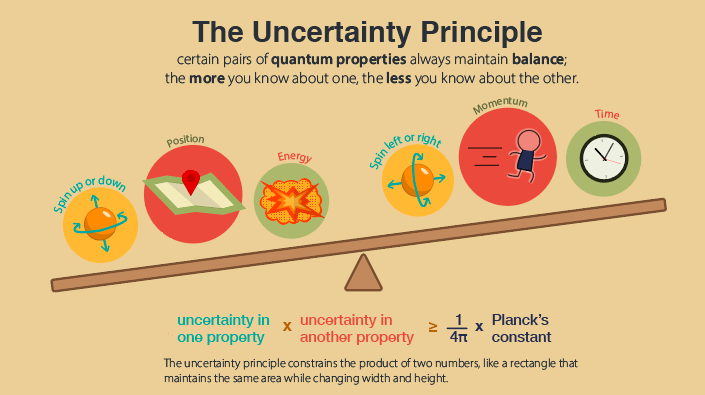 The Uncertainty Principle
certain pairs of quantum properties always maintain balance;
the more you know about one, the less you know about the other.
Spin up or down
Position
Energy
Spin left or right
Momentum
Time
uncertainty in
one property
x
uncertainty in
another property
≥
1
4π
x
Planck's
constant
The uncertainty principle constrains the product of two numbers, like a rectangle that
maintains the same area while changing width and height.